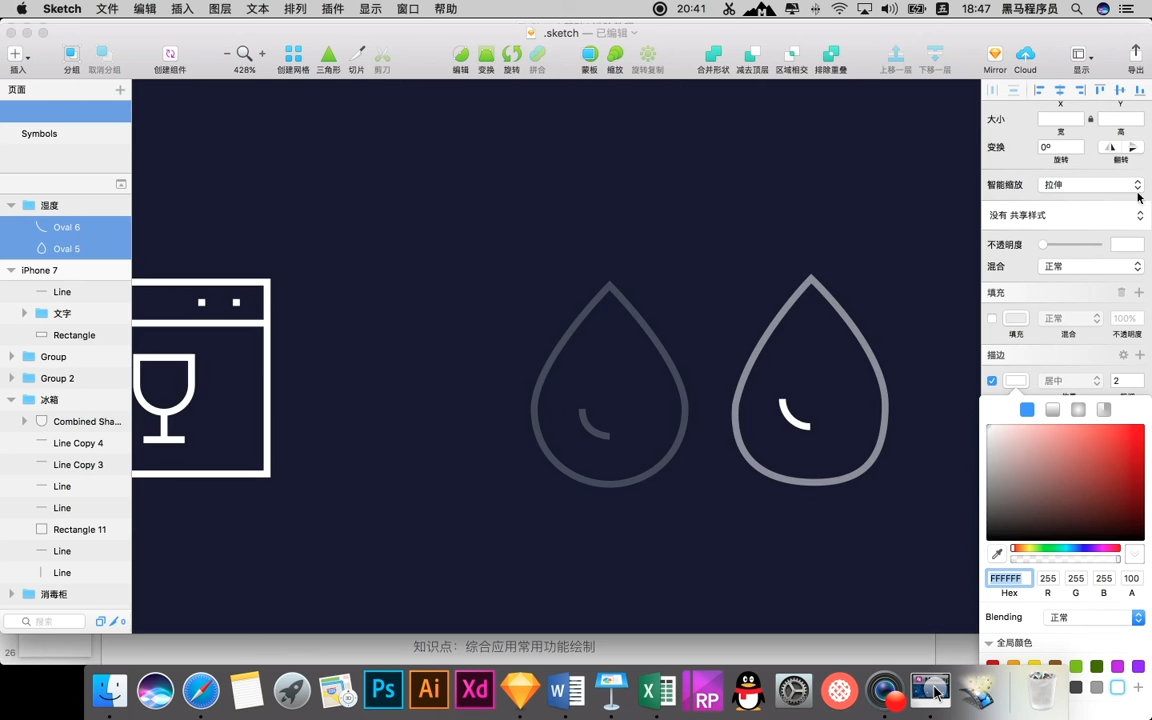 Sketch 文件 编辑 插入 图层 文本 排列 插件 显示 窗口 帮助 20:41 五 18:47 黑马程序员
.sketch — 已编辑
插入 分组 取消分组 创建组件 428% 创建网格 三角形 切片 剪刀 编辑 变换 旋转 拼合 蒙板 缩放 旋转复制 合并形状 减去顶层 区域相交 排除重叠 上移一层 下移一层 Mirror Cloud 显示 导出
页面
Symbols
湿度
Oval 6
Oval 5
iPhone 7
Line
文字
Rectangle
Group
Group 2
冰箱
Combined Sha...
Line Copy 4
Line Copy 3
Line
Line
Rectangle 11
Line
Line
消毒柜
搜索 0
26
知识点：综合应用常用功能绘制
X Y
大小
宽 高
变换 0º
旋转 翻转
智能缩放 拉伸
没有 共享样式
不透明度
混合 正常
填充
正常 100%
填充 混合 不透明度
描边
居中 2
FFFFFF 255 255 255 100
Hex R G B A
Blending 正常
全局颜色
Ps Ai Xd RP